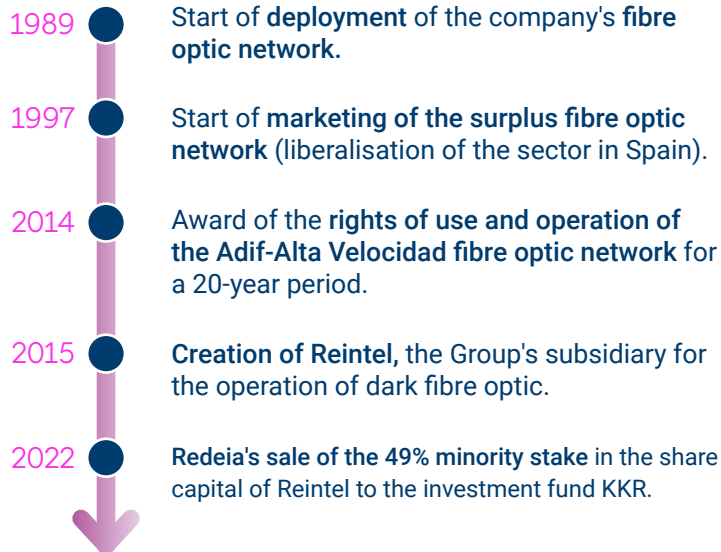 1989
Start of deployment of the company's fibre
optic network.
1997
Start of marketing of the surplus fibre optic
network (liberalisation of the sector in Spain).
2014
Award of the rights of use and operation of
the Adif-Alta Velocidad fibre optic network for
a 20-year period.
2015
Creation of Reintel, the Group's subsidiary for
the operation of dark fibre optic.
2022
Redeia's sale of the 49% minority stake in the share
capital of Reintel to the investment fund KKR.